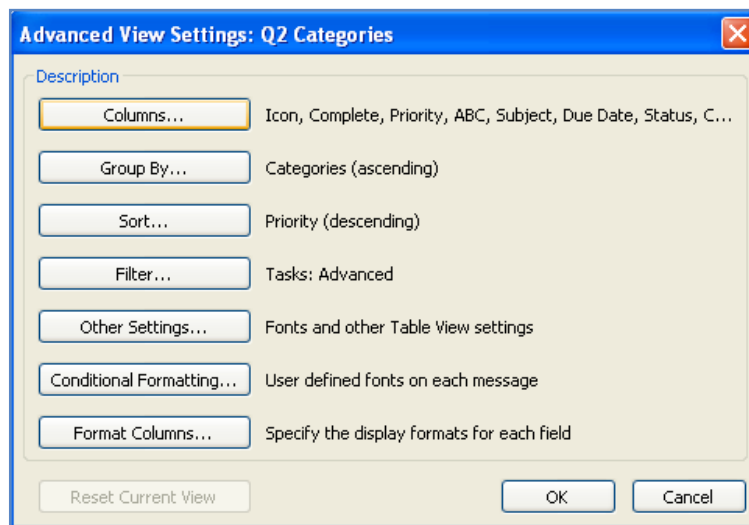 Advanced View Settings: Q2 Categories
Description
Columns... Icon, Complete, Priority, ABC, Subject, Due Date, Status, C...
Group By... Categories (ascending)
Sort... Priority (descending)
Filter... Tasks: Advanced
Other Settings... Fonts and other Table View settings
Conditional Formatting... User defined fonts on each message
Format Columns... Specify the display formats for each field
Reset Current View OK Cancel